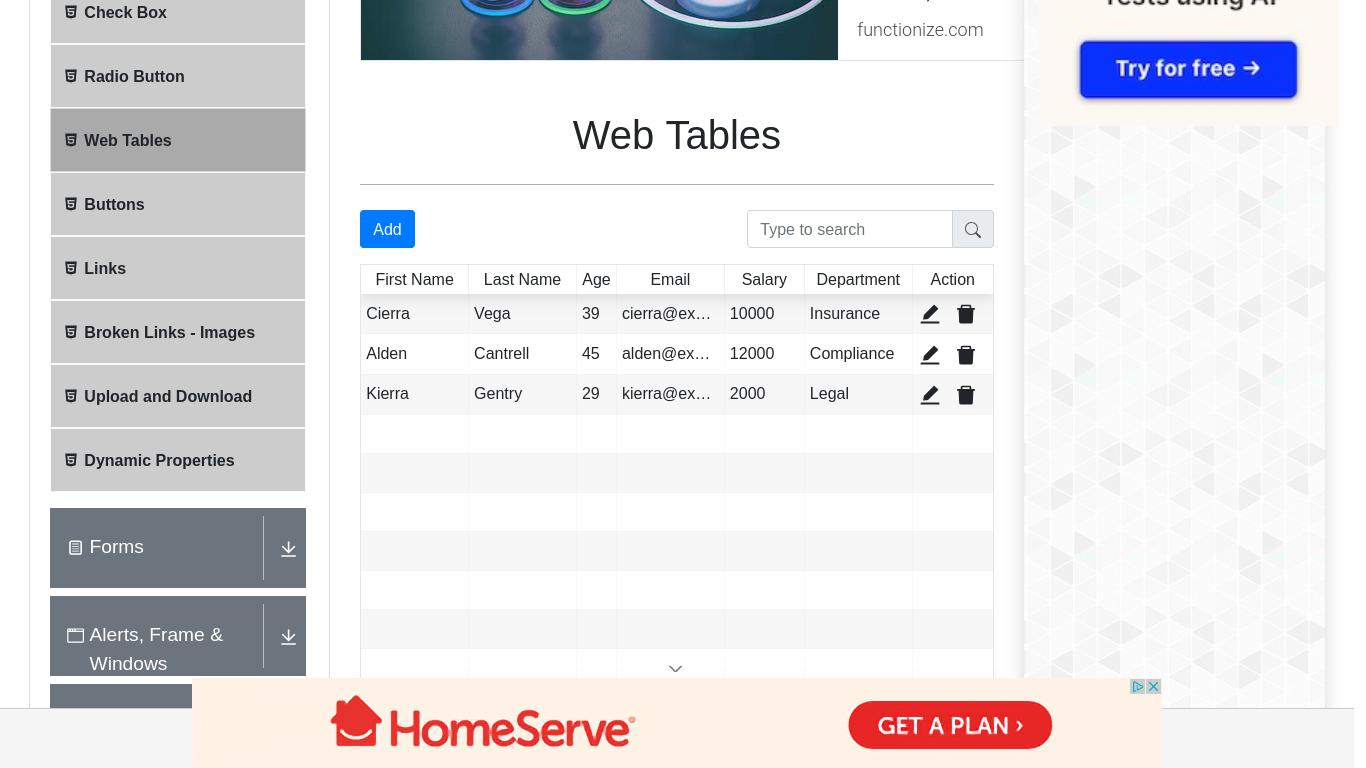 Check Box
Radio Button
Web Tables
Buttons
Links
Broken Links - Images
Upload and Download
Dynamic Properties
Forms
Alerts, Frame &
Windows
functionize.com
Web Tables
Add
Type to search
First Name Last Name Age Email Salary Department Action
Cierra Vega 39 cierra@ex... 10000 Insurance
Alden Cantrell 45 alden@ex... 12000 Compliance
Kierra Gentry 29 kierra@ex... 2000 Legal
Tests using AI
Try for free →
HomeServe®
GET A PLAN ›